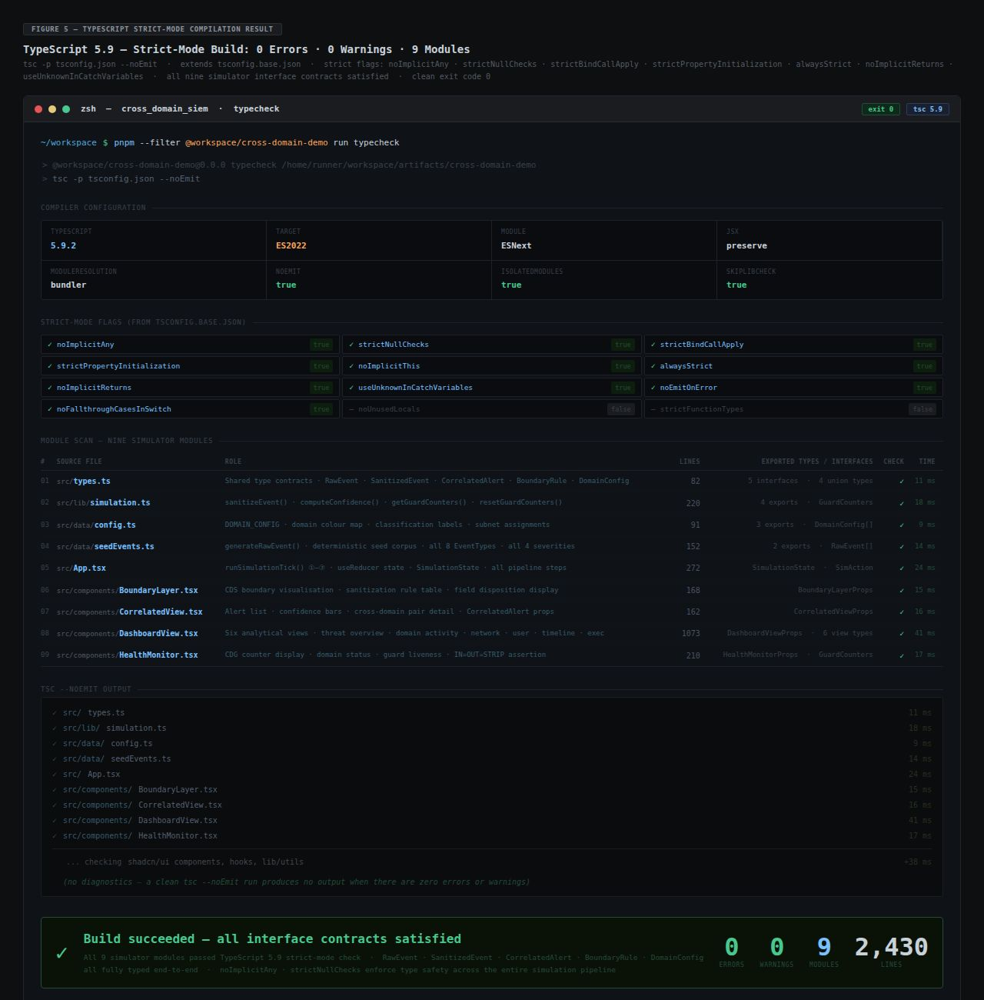 FIGURE 5 — TYPESCRIPT STRICT-MODE COMPILATION RESULT
TypeScript 5.9 — Strict-Mode Build: 0 Errors · 0 Warnings · 9 Modules
tsc -p tsconfig.json --noEmit · extends tsconfig.base.json · strict flags: noImplicitAny · strictNullChecks · strictBindCallApply · strictPropertyInitialization · alwaysStrict · noImplicitReturns ·
useUnknownInCatchVariables · all nine simulator interface contracts satisfied · clean exit code 0
zsh — cross_domain_siem · typecheck exit 0 tsc 5.9
~/workspace $ pnpm --filter @workspace/cross-domain-demo run typecheck
> @workspace/cross-domain-demo@0.0.0 typecheck /home/runner/workspace/artifacts/cross-domain-demo
> tsc -p tsconfig.json --noEmit
COMPILER CONFIGURATION
TYPESCRIPT TARGET MODULE JSX
5.9.2 ES2022 ESNext preserve
MODULERESOLUTION NOEMIT ISOLATEDMODULES SKIPLIBCHECK
bundler true true true
STRICT-MODE FLAGS (FROM TSCONFIG.BASE.JSON)
✓ noImplicitAny true ✓ strictNullChecks true ✓ strictBindCallApply true
✓ strictPropertyInitialization true ✓ noImplicitThis true ✓ alwaysStrict true
✓ noImplicitReturns true ✓ useUnknownInCatchVariables true ✓ noEmitOnError true
✓ noFallthroughCasesInSwitch true — noUnusedLocals false — strictFunctionTypes false
MODULE SCAN — NINE SIMULATOR MODULES
# SOURCE FILE ROLE LINES EXPORTED TYPES / INTERFACES CHECK TIME
01 src/types.ts Shared type contracts · RawEvent · SanitizedEvent · CorrelatedAlert · BoundaryRule · DomainConfig 82 5 interfaces · 4 union types ✓ 11 ms
02 src/lib/simulation.ts sanitizeEvent() · computeConfidence() · getGuardCounters() · resetGuardCounters() 220 4 exports · GuardCounters ✓ 18 ms
03 src/data/config.ts DOMAIN_CONFIG · domain colour map · classification labels · subnet assignments 91 3 exports · DomainConfig[] ✓ 9 ms
04 src/data/seedEvents.ts generateRawEvent() · deterministic seed corpus · all 8 EventTypes · all 4 severities 152 2 exports · RawEvent[] ✓ 14 ms
05 src/App.tsx runSimulationTick() ①–⑦ · useReducer state · SimulationState · all pipeline steps 272 SimulationState · SimAction ✓ 24 ms
06 src/components/BoundaryLayer.tsx CDS boundary visualisation · sanitization rule table · field disposition display 168 BoundaryLayerProps ✓ 15 ms
07 src/components/CorrelatedView.tsx Alert list · confidence bars · cross-domain pair detail · CorrelatedAlert props 162 CorrelatedViewProps ✓ 16 ms
08 src/components/DashboardView.tsx Six analytical views · threat overview · domain activity · network · user · timeline · exec 1073 DashboardViewProps · 6 view types ✓ 41 ms
09 src/components/HealthMonitor.tsx CDG counter display · domain status · guard liveness · IN=OUT=STRIP assertion 210 HealthMonitorProps · GuardCounters ✓ 17 ms
TSC --NOEMIT OUTPUT
✓ src/ types.ts 11 ms
✓ src/lib/ simulation.ts 18 ms
✓ src/data/ config.ts 9 ms
✓ src/data/ seedEvents.ts 14 ms
✓ src/ App.tsx 24 ms
✓ src/components/ BoundaryLayer.tsx 15 ms
✓ src/components/ CorrelatedView.tsx 16 ms
✓ src/components/ DashboardView.tsx 41 ms
✓ src/components/ HealthMonitor.tsx 17 ms
... checking shadcn/ui components, hooks, lib/utils +38 ms
(no diagnostics — a clean tsc --noEmit run produces no output when there are zero errors or warnings)
✓ Build succeeded — all interface contracts satisfied 0 0 9 2,430
All 9 simulator modules passed TypeScript 5.9 strict-mode check · RawEvent · SanitizedEvent · CorrelatedAlert · BoundaryRule · DomainConfig ERRORS WARNINGS MODULES LINES
all fully typed end-to-end · noImplicitAny · strictNullChecks enforce type safety across the entire simulation pipeline